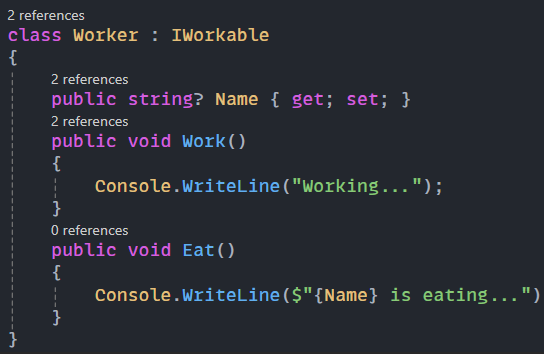 2 references
class Worker : IWorkable
{
2 references
public string? Name { get; set; }
2 references
public void Work()
{
Console.WriteLine("Working...");
}
0 references
public void Eat()
{
Console.WriteLine($"{Name} is eating...")
}
}